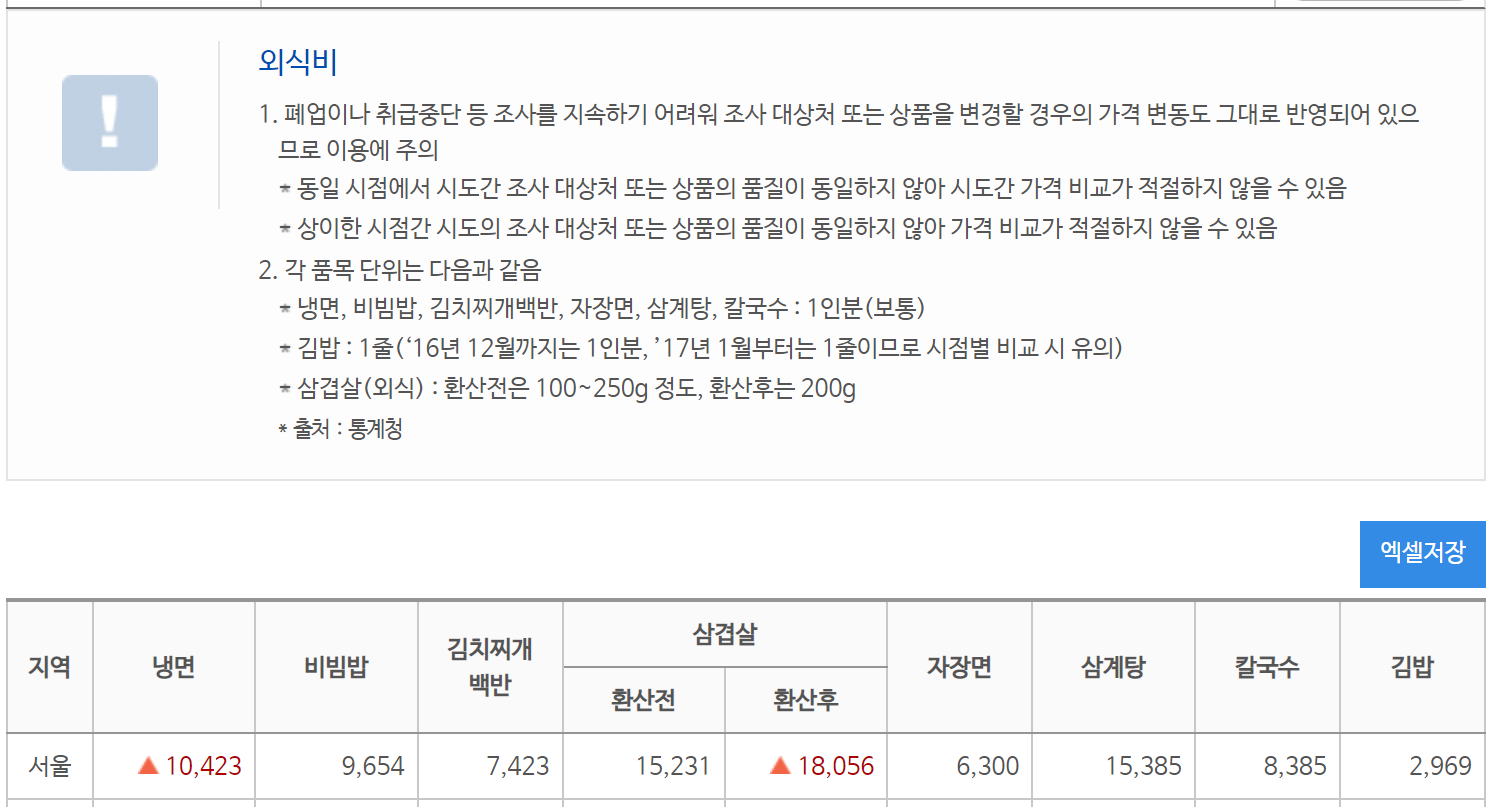 외식비
1. 폐업이나 취급중단 등 조사를 지속하기 어려워 조사 대상처 또는 상품을 변경할 경우의 가격 변동도 그대로 반영되어 있으
므로 이용에 주의
* 동일 시점에서 시도간 조사 대상처 또는 상품의 품질이 동일하지 않아 시도간 가격 비교가 적절하지 않을 수 있음
* 상이한 시점간 시도의 조사 대상처 또는 상품의 품질이 동일하지 않아 가격 비교가 적절하지 않을 수 있음
2. 각 품목 단위는 다음과 같음
* 냉면, 비빔밥, 김치찌개백반, 자장면, 삼계탕, 칼국수 : 1인분(보통)
* 김밥 : 1줄(‘16년 12월까지는 1인분, ’17년 1월부터는 1줄이므로 시점별 비교 시 유의)
* 삼겹살(외식) : 환산전은 100~250g 정도, 환산후는 200g
* 출처 : 통계청
엑셀저장
지역 냉면 비빔밥 김치찌개 백반 삼겹살 자장면 삼계탕 칼국수 김밥
환산전 환산후
서울 ▲ 10,423 9,654 7,423 15,231 ▲ 18,056 6,300 15,385 8,385 2,969